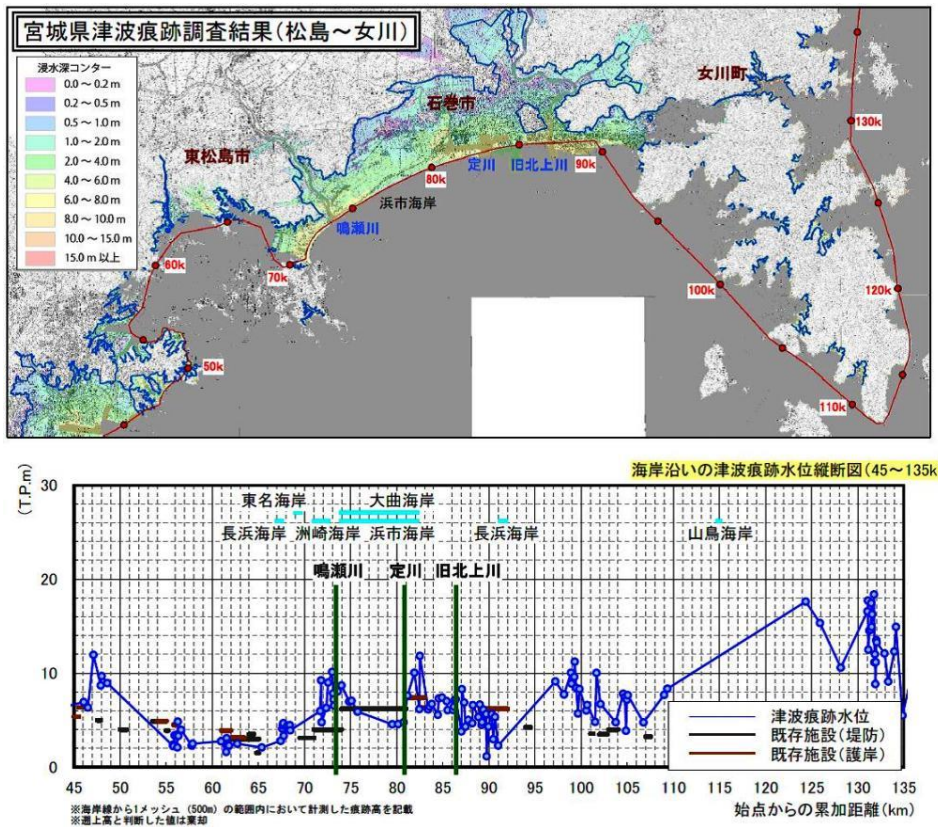 宮城県津波痕跡調査結果(松島～女川)
浸水深コンター
0.0～0.2 m
0.2～0.5 m
0.5～1.0 m
1.0～2.0 m
2.0～4.0 m
4.0～6.0 m
6.0～8.0 m
8.0～10.0 m
10.0～15.0 m
15.0 m 以上
女川町
石巻市
東松島市
130k
定川 旧北上川
90k
80k
浜市海岸
鳴瀬川
60k
70k
100k
120k
50k
110k
海岸沿いの津波痕跡水位縦断図(45～135k
(T.P.m)
30
20
10
0
東名海岸 大曲海岸
長浜海岸 洲崎海岸 浜市海岸 長浜海岸 山鳥海岸
鳴瀬川 定川 旧北上川
津波痕跡水位
既存施設(堤防)
既存施設(護岸)
45 50 55 60 65 70 75 80 85 90 95 100 105 110 115 120 125 130 135
始点からの累加距離(km)
※海岸線から1メッシュ (500m) の範囲内において計測した痕跡高を記載
※遡上高と判断した値は棄却